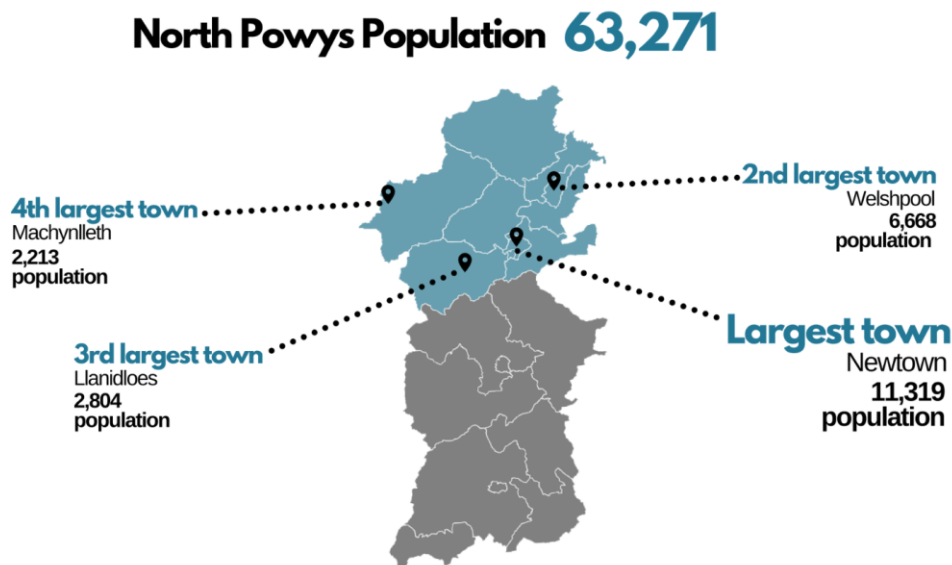 North Powys Population 63,271
2nd largest town
Welshpool
6,668
population
4th largest town
Machynlleth
2,213
population
Largest town
Newtown
11,319
population
3rd largest town
Llanidloes
2,804
population